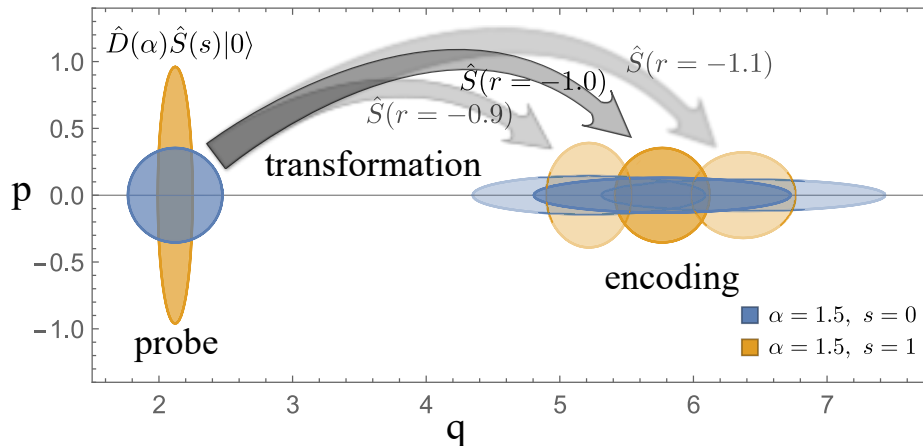 D̂(α)Ŝ(s)|0⟩
Ŝ(r = −1.1)
Ŝ(r = −1.0)
Ŝ(r = −0.9)
transformation
1.0
0.5
0.0
−0.5
−1.0
p
encoding
probe
α = 1.5, s = 0
α = 1.5, s = 1
2 3 4 5 6 7
q